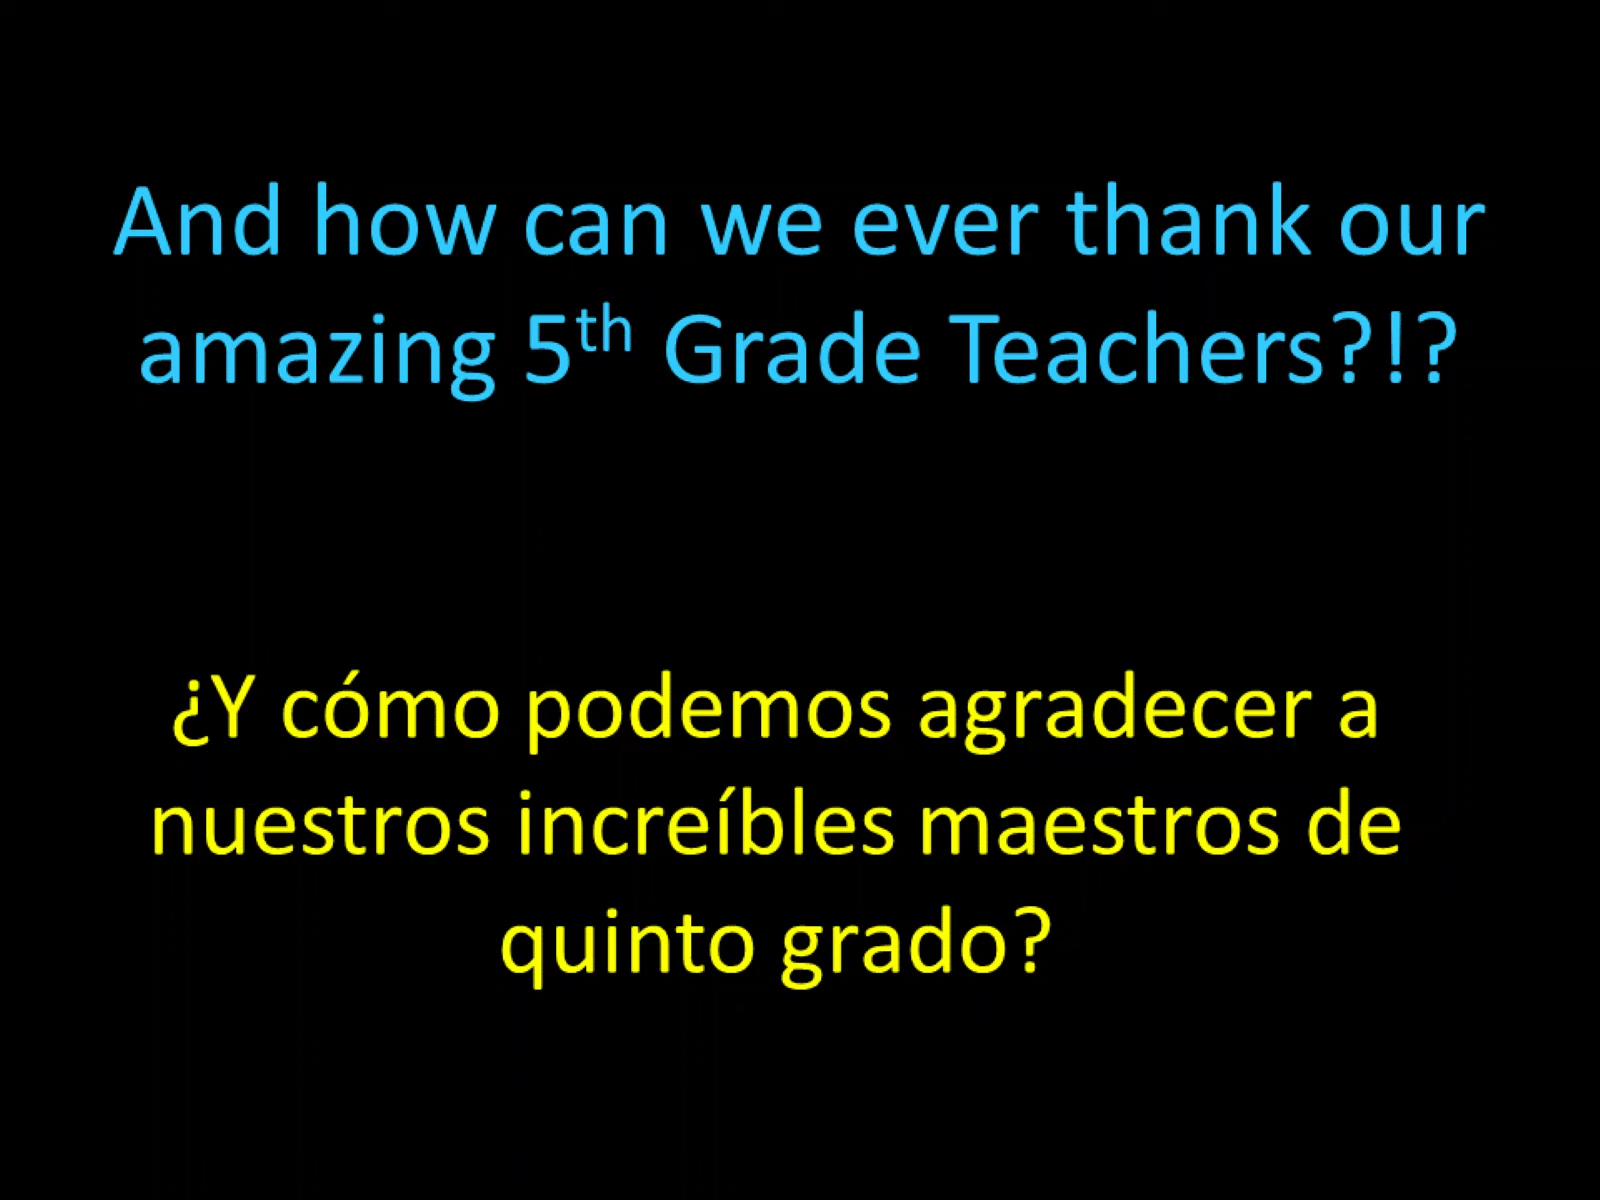 And how can we ever thank our
amazing 5th Grade Teachers?!?
¿Y cómo podemos agradecer a
nuestros increíbles maestros de
quinto grado?